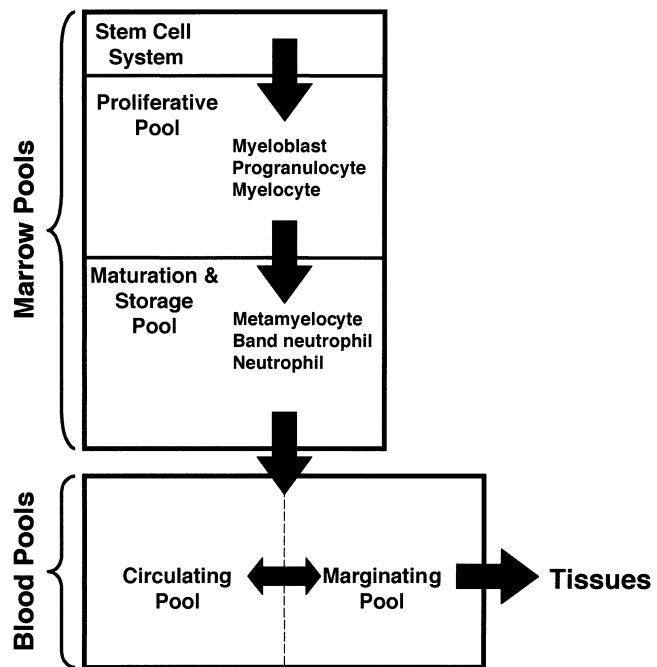 Stem Cell
System
Proliferative
Pool
Myeloblast
Progranulocyte
Myelocyte
Marrow Pools
Maturation &
Storage
Pool
Metamyelocyte
Band neutrophil
Neutrophil
Blood Pools
Circulating
Pool
Marginating
Pool
Tissues